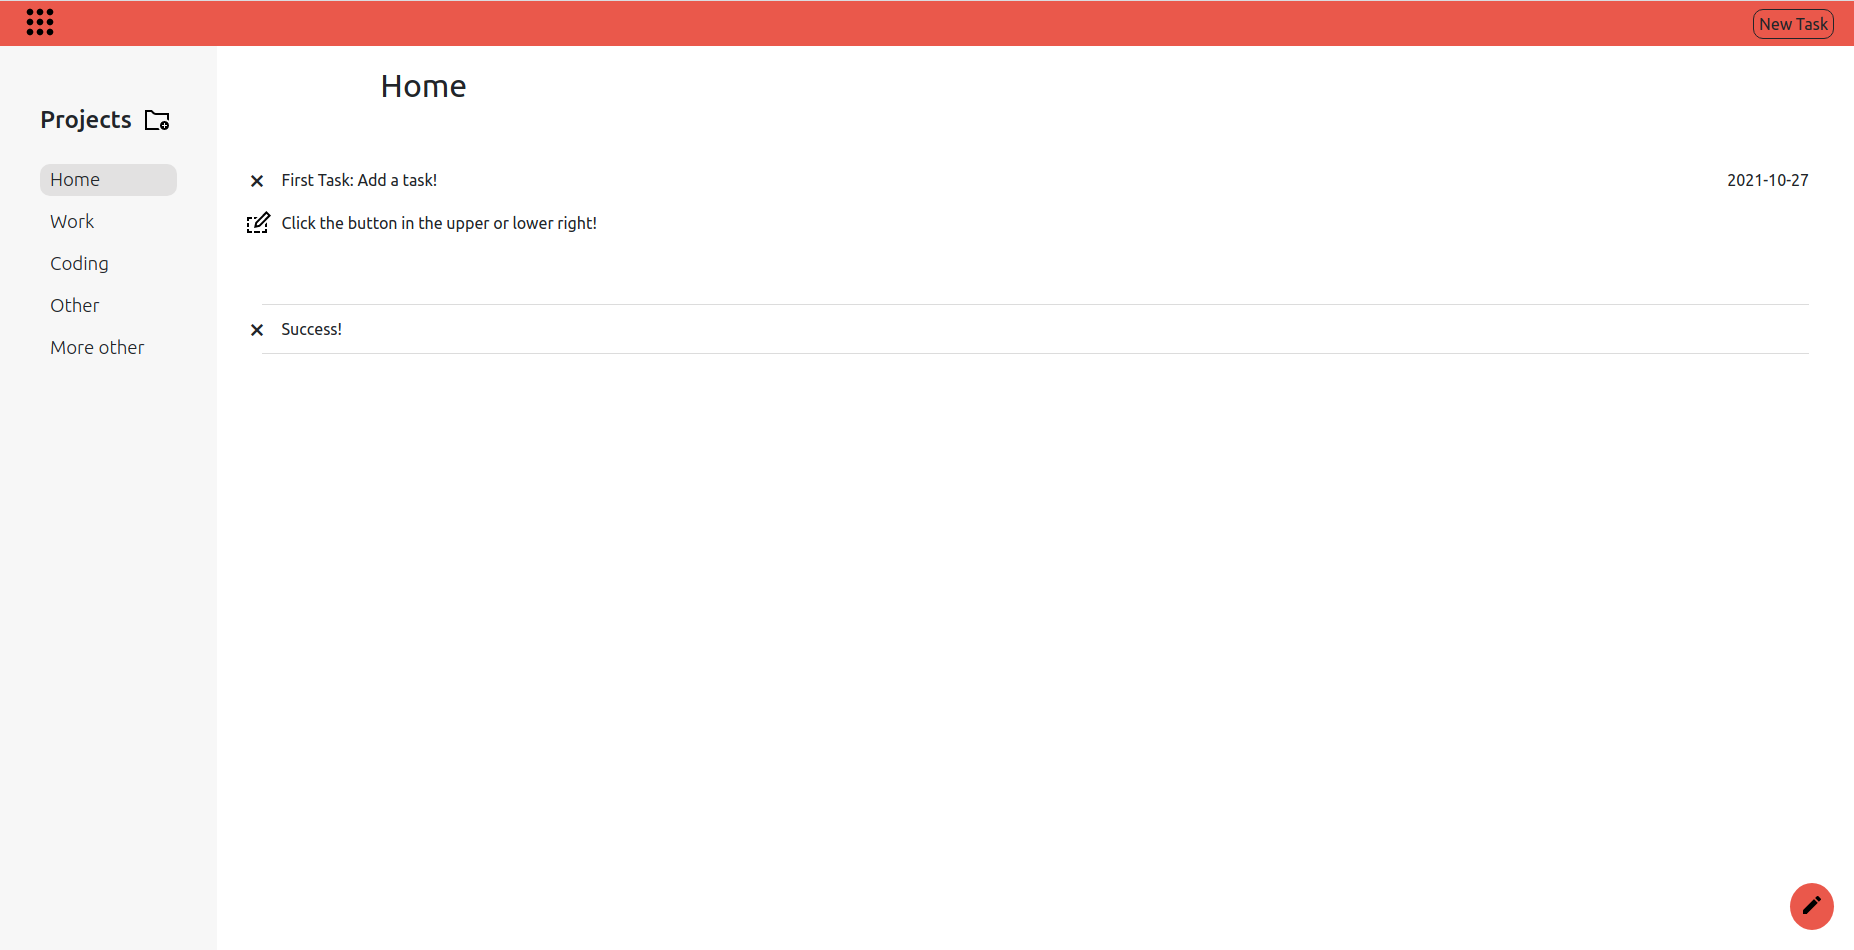 New Task
Projects
Home
Work
Coding
Other
More other
Home
First Task: Add a task!
2021-10-27
Click the button in the upper or lower right!
Success!